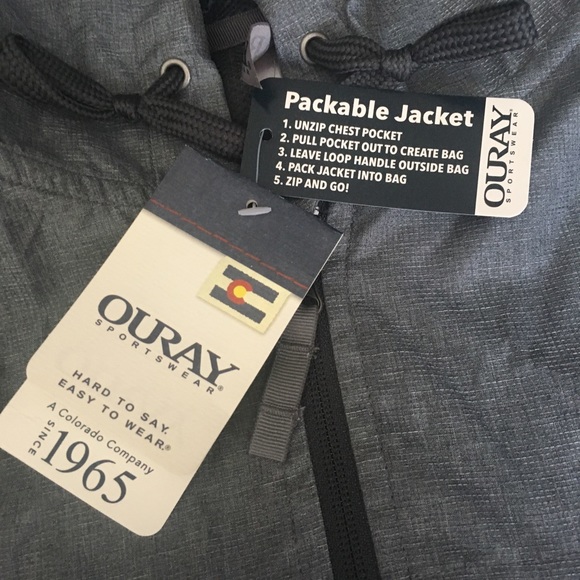 Packable Jacket
1. UNZIP CHEST POCKET
2. PULL POCKET OUT TO CREATE BAG
3. LEAVE LOOP HANDLE OUTSIDE BAG
4. PACK JACKET INTO BAG
5. ZIP AND GO!
OURAY
SPORTSWEAR®
OURAY
SPORTSWEAR®
HARD TO SAY.
EASY TO WEAR.®
A Colorado Company
SINCE
1965